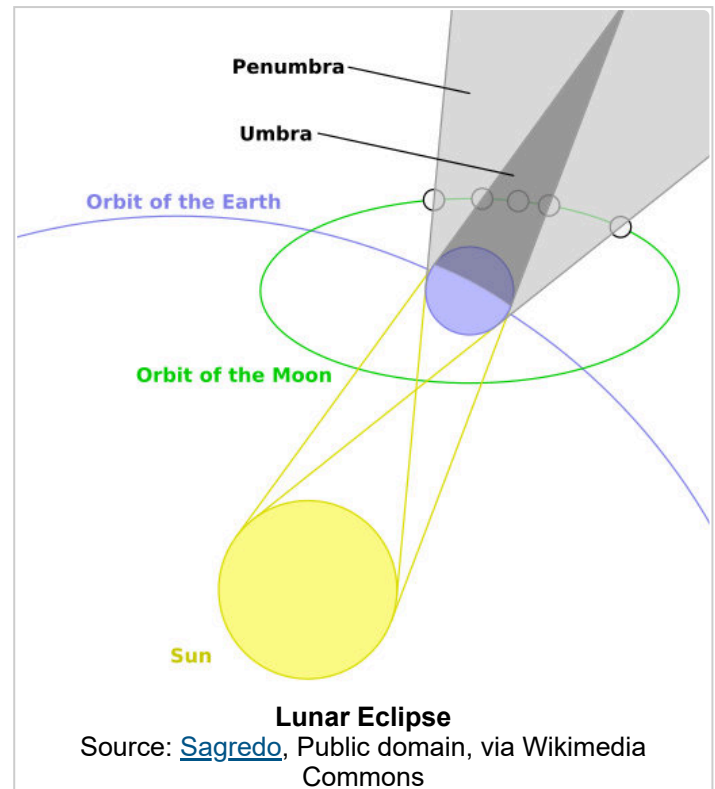 Penumbra
Umbra
Orbit of the Earth
Orbit of the Moon
Sun
Lunar Eclipse
Source: Sagredo, Public domain, via Wikimedia
Commons